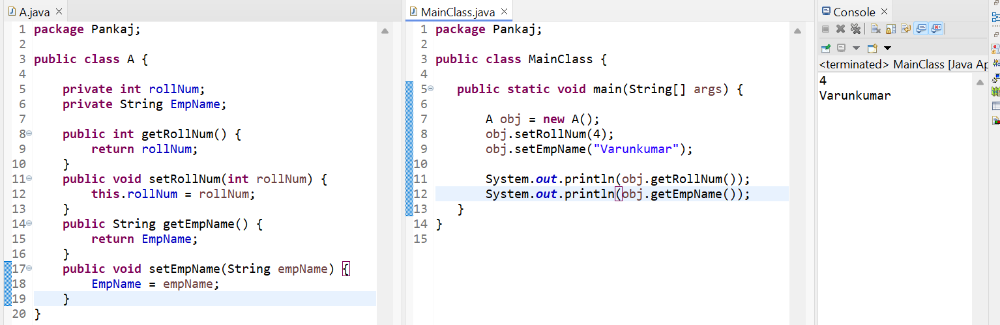 A.java
1 package Pankaj;
2
3 public class A {
4
5     private int rollNum;
6     private String EmpName;
7
8     public int getRollNum() {
9         return rollNum;
10     }
11     public void setRollNum(int rollNum) {
12         this.rollNum = rollNum;
13     }
14     public String getEmpName() {
15         return EmpName;
16     }
17     public void setEmpName(String empName) {
18         EmpName = empName;
19     }
20 }
MainClass.java
1 package Pankaj;
2
3 public class MainClass {
4
5    public static void main(String[] args) {
6
7        A obj = new A();
8        obj.setRollNum(4);
9        obj.setEmpName("Varunkumar");
10
11        System.out.println(obj.getRollNum());
12        System.out.println(obj.getEmpName());
13    }
14 }
15
Console
<terminated> MainClass [Java Ap
4
Varunkumar